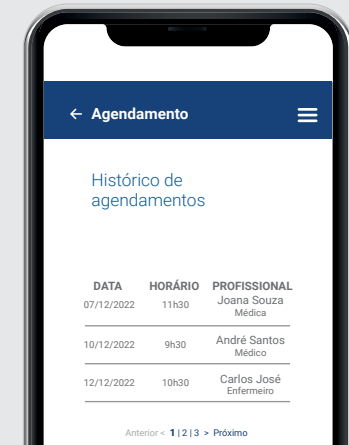 ← Agendamento
Histórico de
agendamentos
DATA HORÁRIO PROFISSIONAL
07/12/2022 11h30 Joana Souza
Médica
10/12/2022 9h30 André Santos
Médico
12/12/2022 10h30 Carlos José
Enfermeiro
Anterior < 1 | 2 | 3 > Próximo